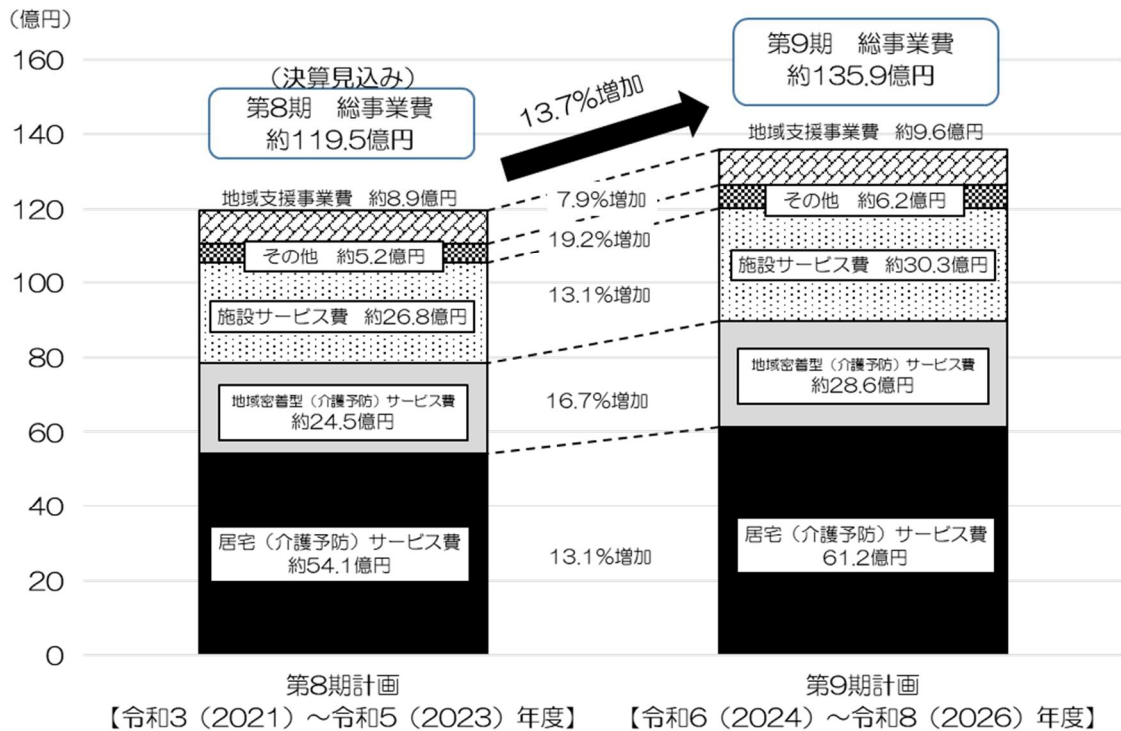 （億円）
160
140
120
100
80
60
40
20
0
（決算見込み）
第8期　総事業費
約119.5億円
13.7%増加
第9期　総事業費
約135.9億円
地域支援事業費　約8.9億円
その他　約5.2億円
施設サービス費　約26.8億円
地域密着型（介護予防）サービス費
約24.5億円
居宅（介護予防）サービス費
約54.1億円
7.9%増加
19.2%増加
13.1%増加
16.7%増加
13.1%増加
地域支援事業費　約9.6億円
その他　約6.2億円
施設サービス費　約30.3億円
地域密着型（介護予防）サービス費
約28.6億円
居宅（介護予防）サービス費
61.2億円
第8期計画
【令和3（2021）～令和5（2023）年度】
第9期計画
【令和6（2024）～令和8（2026）年度】